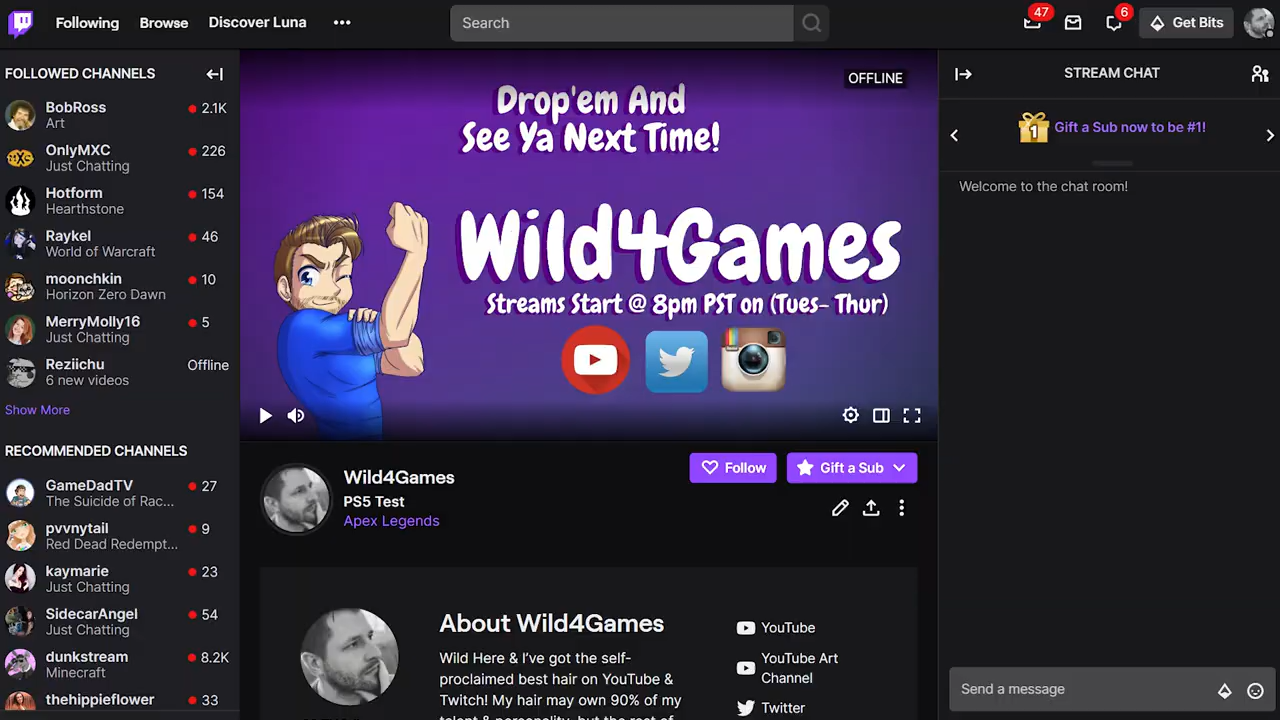 Following
Browse
Discover Luna
Search
47
6
Get Bits
FOLLOWED CHANNELS
BobRoss
2.1K
Art
OnlyMXC
226
Just Chatting
Hotform
154
Hearthstone
Raykel
46
World of Warcraft
moonchkin
10
Horizon Zero Dawn
MerryMolly16
5
Just Chatting
Reziichu
Offline
6 new videos
Show More
RECOMMENDED CHANNELS
GameDadTV
27
The Suicide of Rac...
pvvnytail
9
Red Dead Redempt...
kaymarie
23
Just Chatting
SidecarAngel
54
Just Chatting
dunkstream
8.2K
Minecraft
thehippieflower
33
OFFLINE
Drop'em And
See Ya Next Time!
Wild4Games
Streams Start @ 8pm PST on (Tues- Thur)
Wild4Games
PS5 Test
Apex Legends
Follow
Gift a Sub
About Wild4Games
Wild Here & I've got the self-
proclaimed best hair on YouTube &
Twitch! My hair may own 90% of my
talent & personality, but the rest of
YouTube
YouTube Art
Channel
Twitter
STREAM CHAT
1
Gift a Sub now to be #1!
Welcome to the chat room!
Send a message